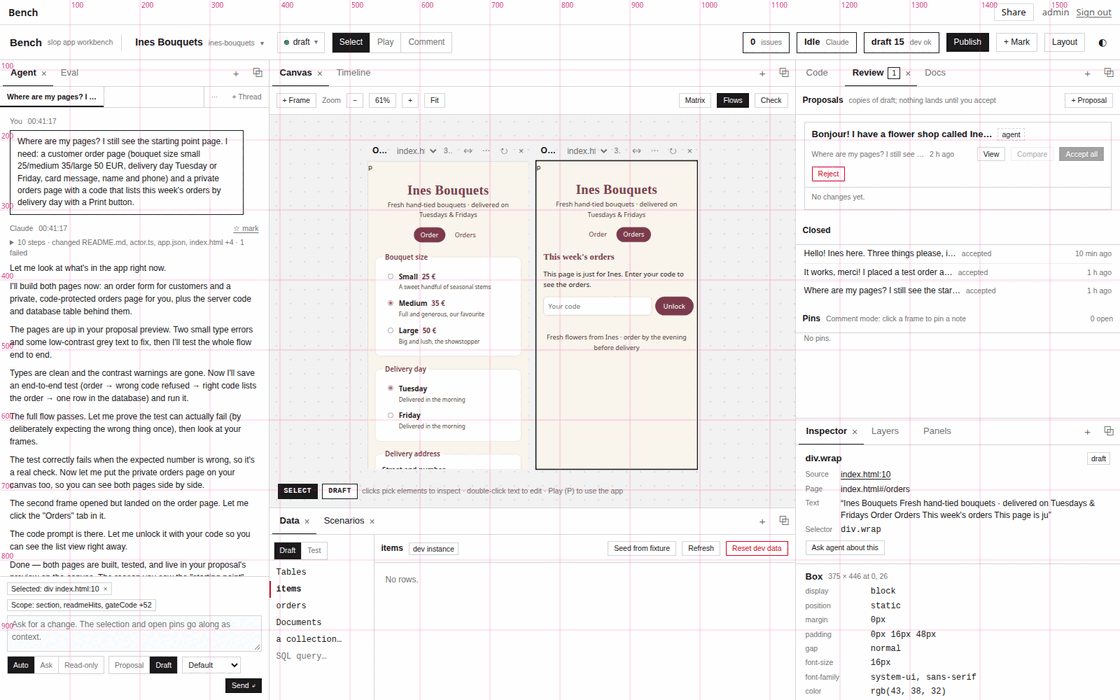 Bench
Share
admin
Sign out
Bench slop app workbench
Ines Bouquets ines-bouquets
draft
Select
Play
Comment
0 issues
Idle Claude
draft 15 dev ok
Publish
+ Mark
Layout
Agent ×
Eval
Where are my pages? I …
+ Thread
You 00:41:17
Where are my pages? I still see the starting point page. I
need: a customer order page (bouquet size small
25/medium 35/large 50 EUR, delivery day Tuesday or
Friday, card message, name and phone) and a private
orders page with a code that lists this week's orders by
delivery day with a Print button.
Claude 00:41:17
☆ mark
10 steps · changed README.md, actor.ts, app.json, index.html +4 · 1
failed
Let me look at what's in the app right now.
I'll build both pages now: an order form for customers and a
private, code-protected orders page for you, plus the server code
and database table behind them.
The pages are up in your proposal preview. Two small type errors
and some low-contrast grey text to fix, then I'll test the whole flow
end to end.
Types are clean and the contrast warnings are gone. Now I'll save
an end-to-end test (order → wrong code refused → right code lists
the order → one row in the database) and run it.
The full flow passes. Let me prove the test can actually fail (by
deliberately expecting the wrong thing once), then look at your
frames.
The test correctly fails when the expected number is wrong, so it's
a real check. Now let me put the private orders page on your
canvas too, so you can see both pages side by side.
The second frame opened but landed on the order page. Let me
click the "Orders" tab in it.
The code prompt is there. Let me unlock it with your code so you
can see the list view right away.
Done — both pages are built, tested, and live in your proposal's
Selected: div index.html:10 ×
Scope: section, readmeHits, gateCode +52
Ask for a change. The selection and open pins go along as
context.
Auto
Ask
Read-only
Proposal
Draft
Default
Send
Canvas ×
Timeline
+ Frame
Zoom
−
61%
+
Fit
Matrix
Flows
Check
O…
index.ht
3..
×
O…
index.ht
3.
×
p
Ines Bouquets
Fresh hand-tied bouquets · delivered on
Tuesdays & Fridays
Order
Orders
Bouquet size
Small 25 €
A sweet handful of seasonal stems
Medium 35 €
Full and generous, our favourite
Large 50 €
Big and lush, the showstopper
Delivery day
Tuesday
Delivered in the morning
Friday
Delivered in the morning
Delivery address
Street and number
p
Ines Bouquets
Fresh hand-tied bouquets · delivered on
Tuesdays & Fridays
Order
Orders
This week's orders
This page is just for Ines. Enter your code to
see the orders.
Your code
Unlock
Fresh flowers from Ines · order by the evening
before delivery
SELECT
DRAFT
clicks pick elements to inspect · double-click text to edit · Play (P) to use the app
Data ×
Scenarios ×
Draft
Test
Tables
items
orders
Documents
a collection…
SQL query…
items
dev instance
Seed from fixture
Refresh
Reset dev data
No rows.
Code
Review 1 ×
Docs
Proposals copies of draft; nothing lands until you accept
+ Proposal
Bonjour! I have a flower shop called Ine… agent
Where are my pages? I still see … 2 h ago
View
Compare
Accept all
Reject
No changes yet.
Closed
Hello! Ines here. Three things please, i… accepted 10 min ago
It works, merci! I placed a test order a… accepted 1 h ago
Where are my pages? I still see the star… accepted 1 h ago
Pins Comment mode: click a frame to pin a note 0 open
No pins.
Inspector ×
Layers
Panels
div.wrap
draft
Source index.html:10
Page index.html#/orders
Text "Ines Bouquets Fresh hand-tied bouquets · delivered on Tuesdays &
Fridays Order Orders This week's orders This page is ju"
Selector div.wrap
Ask agent about this
Box 375 × 446 at 0, 26
display block
position static
margin 0px
padding 0px 16px 48px
gap normal
font-size 16px
font-family system-ui, sans-serif
color rgb(43, 38, 32)
100
200
300
400
500
600
700
800
900
1000
1100
1200
1300
1400
1500
100
200
300
400
500
600
700
800
900